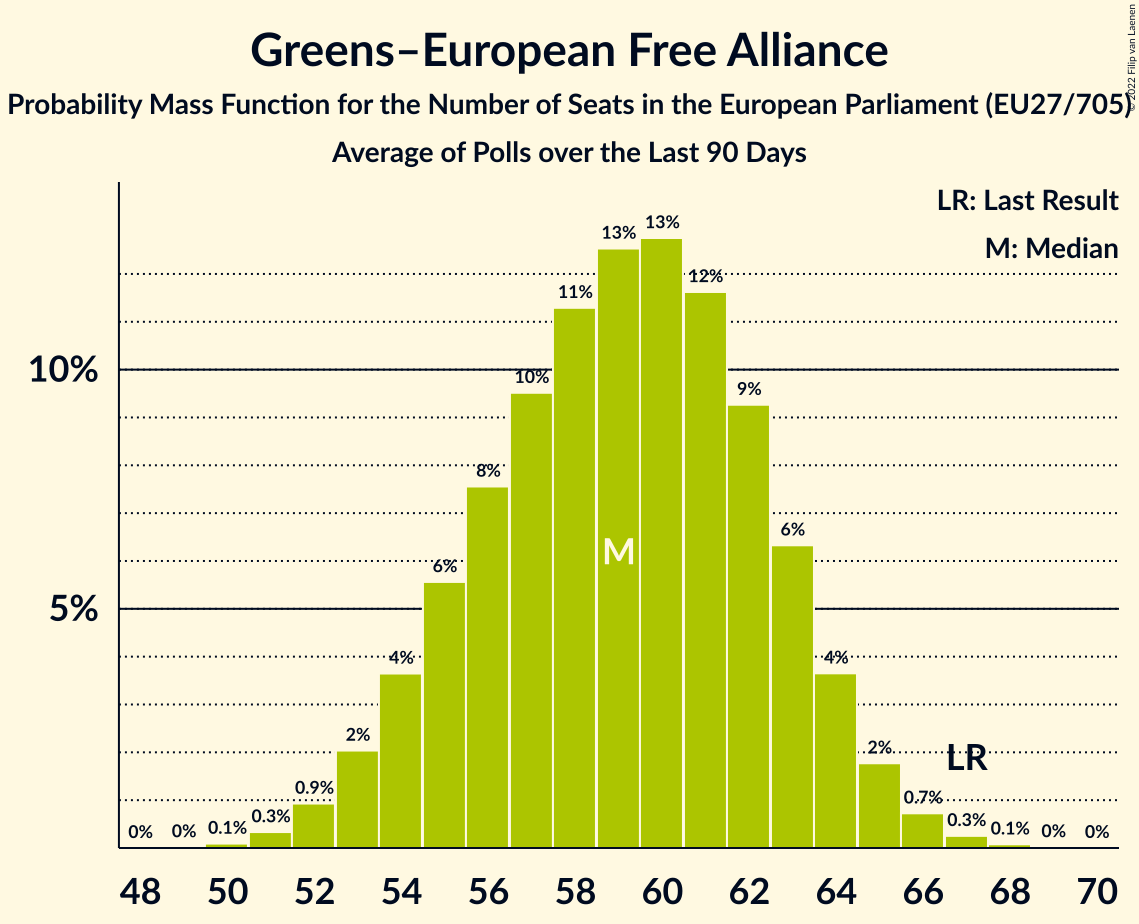 Greens–European Free Alliance
Probability Mass Function for the Number of Seats in the European Parliament (EU27/705)
Average of Polls over the Last 90 Days
© 2022 Filip van Laenen
LR: Last Result
M: Median
10%
5%
0% 0% 0.1% 0.3% 0.9% 2% 4% 6% 8% 10% 11% 13% 13% 12% 9% 6% 4% 2% 0.7% 0.3% 0.1% 0% 0%
M
LR
48 50 52 54 56 58 60 62 64 66 68 70